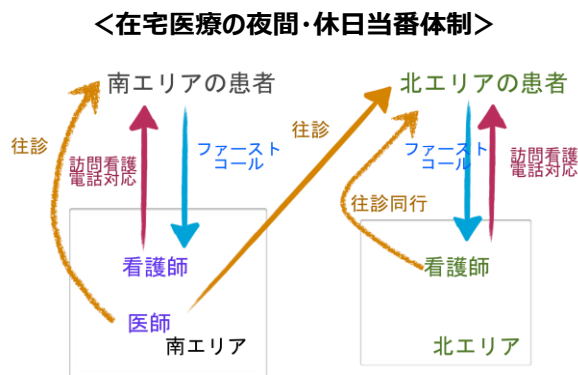 ＜在宅医療の夜間･休日当番体制＞
南エリアの患者
北エリアの患者
往診
訪問看護
電話対応
ファースト
コール
往診
ファースト
コール
訪問看護
電話対応
往診同行
看護師
医師
南エリア
看護師
北エリア